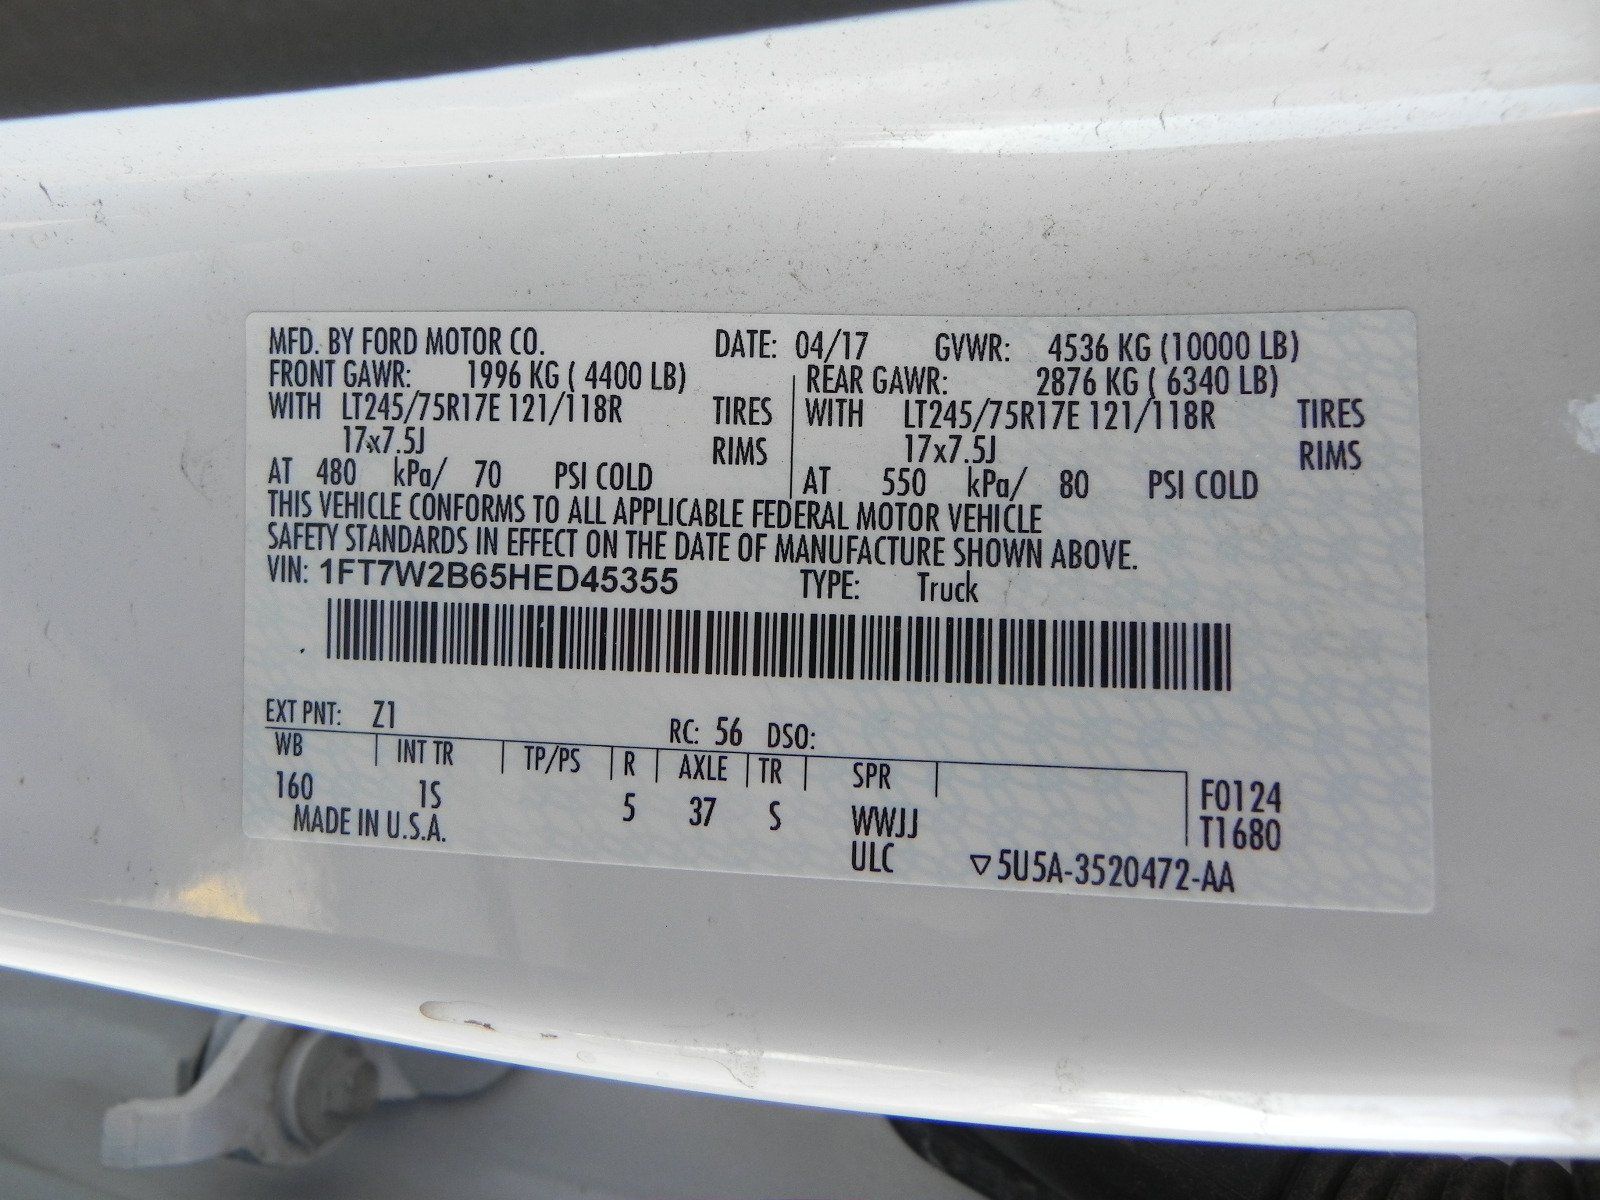 MFD. BY FORD MOTOR CO. DATE: 04/17 GVWR: 4536 KG (10000 LB)
FRONT GAWR: 1996 KG ( 4400 LB) REAR GAWR: 2876 KG ( 6340 LB)
WITH LT245/75R17E 121/118R TIRES WITH LT245/75R17E 121/118R TIRES
17x7.5J RIMS 17x7.5J RIMS
AT 480 kPa/ 70 PSI COLD AT 550 kPa/ 80 PSI COLD
THIS VEHICLE CONFORMS TO ALL APPLICABLE FEDERAL MOTOR VEHICLE
SAFETY STANDARDS IN EFFECT ON THE DATE OF MANUFACTURE SHOWN ABOVE.
VIN: 1FT7W2B65HED45355 TYPE: Truck
EXT PNT: Z1 RC: 56 DSO:
WB INT TR TP/PS R AXLE TR SPR
160 1S 5 37 S WWJJ F0124
MADE IN U.S.A. ULC T1680
▽5U5A-3520472-AA